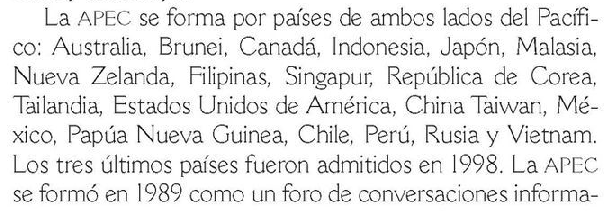 La APEC se forma por países de ambos lados del Pacífi-
co: Australia, Brunei, Canadá, Indonesia, Japón, Malasia,
Nueva Zelanda, Filipinas, Singapur, República de Corea,
Tailandia, Estados Unidos de América, China Taiwan, Mé-
xico, Papúa Nueva Guinea, Chile, Perú, Rusia y Vietnam.
Los tres últimos países fueron admitidos en 1998. La APEC
se formó en 1989 como un foro de conversaciones informa-